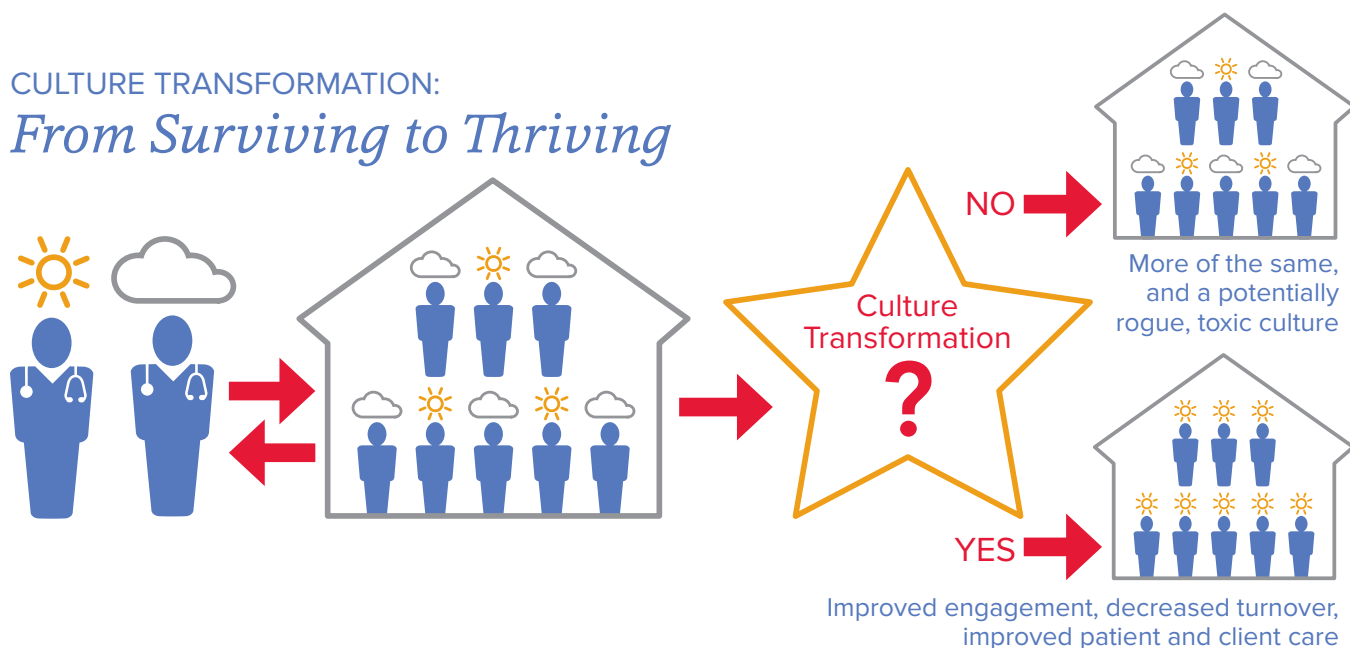 CULTURE TRANSFORMATION:
From Surviving to Thriving
Culture
Transformation
?
NO
More of the same,
and a potentially
rogue, toxic culture
YES
Improved engagement, decreased turnover,
improved patient and client care